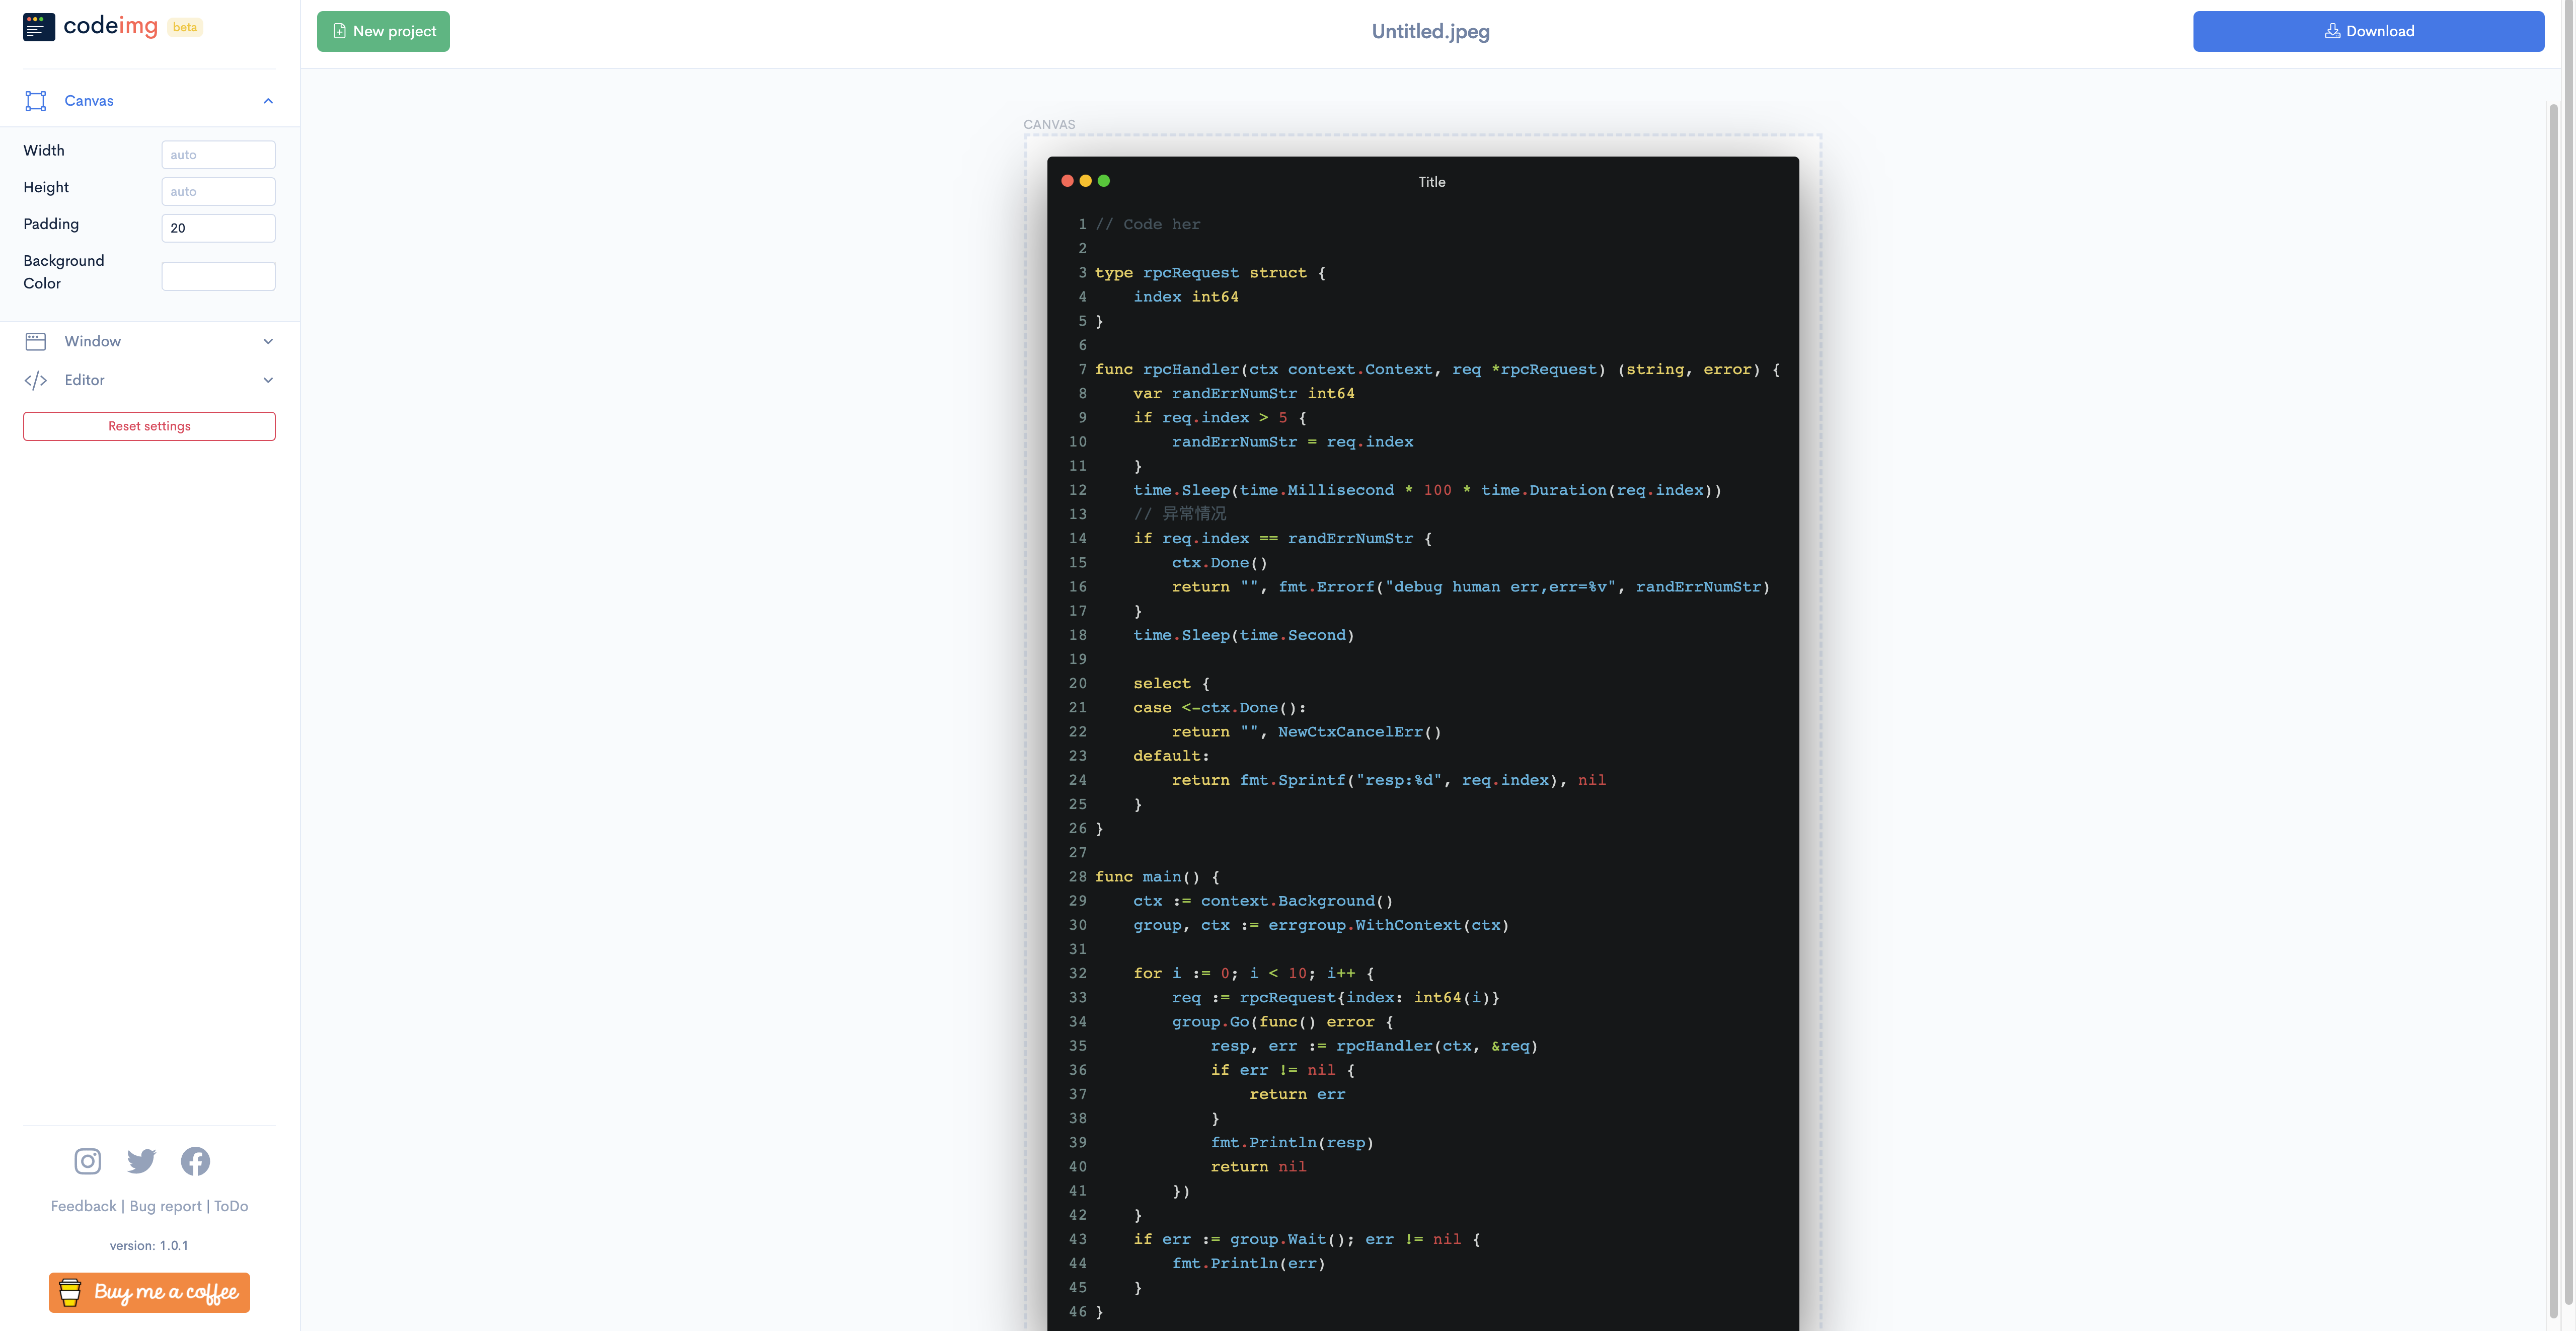 codeimg beta
New project
Untitled.jpeg
Download
Canvas
Width
auto
Height
auto
Padding
20
Background
Color
Window
Editor
Reset settings
Feedback | Bug report | ToDo
version: 1.0.1
Buy me a coffee
CANVAS
Title
1 // Code her
2
3 type rpcRequest struct {
4     index int64
5 }
6
7 func rpcHandler(ctx context.Context, req *rpcRequest) (string, error) {
8     var randErrNumStr int64
9     if req.index > 5 {
10         randErrNumStr = req.index
11     }
12     time.Sleep(time.Millisecond * 100 * time.Duration(req.index))
13     // 异常情况
14     if req.index == randErrNumStr {
15         ctx.Done()
16         return "", fmt.Errorf("debug human err,err=%v", randErrNumStr)
17     }
18     time.Sleep(time.Second)
19
20     select {
21     case <-ctx.Done():
22         return "", NewCtxCancelErr()
23     default:
24         return fmt.Sprintf("resp:%d", req.index), nil
25     }
26 }
27
28 func main() {
29     ctx := context.Background()
30     group, ctx := errgroup.WithContext(ctx)
31
32     for i := 0; i < 10; i++ {
33         req := rpcRequest{index: int64(i)}
34         group.Go(func() error {
35             resp, err := rpcHandler(ctx, &req)
36             if err != nil {
37                 return err
38             }
39             fmt.Println(resp)
40             return nil
41         })
42     }
43     if err := group.Wait(); err != nil {
44         fmt.Println(err)
45     }
46 }